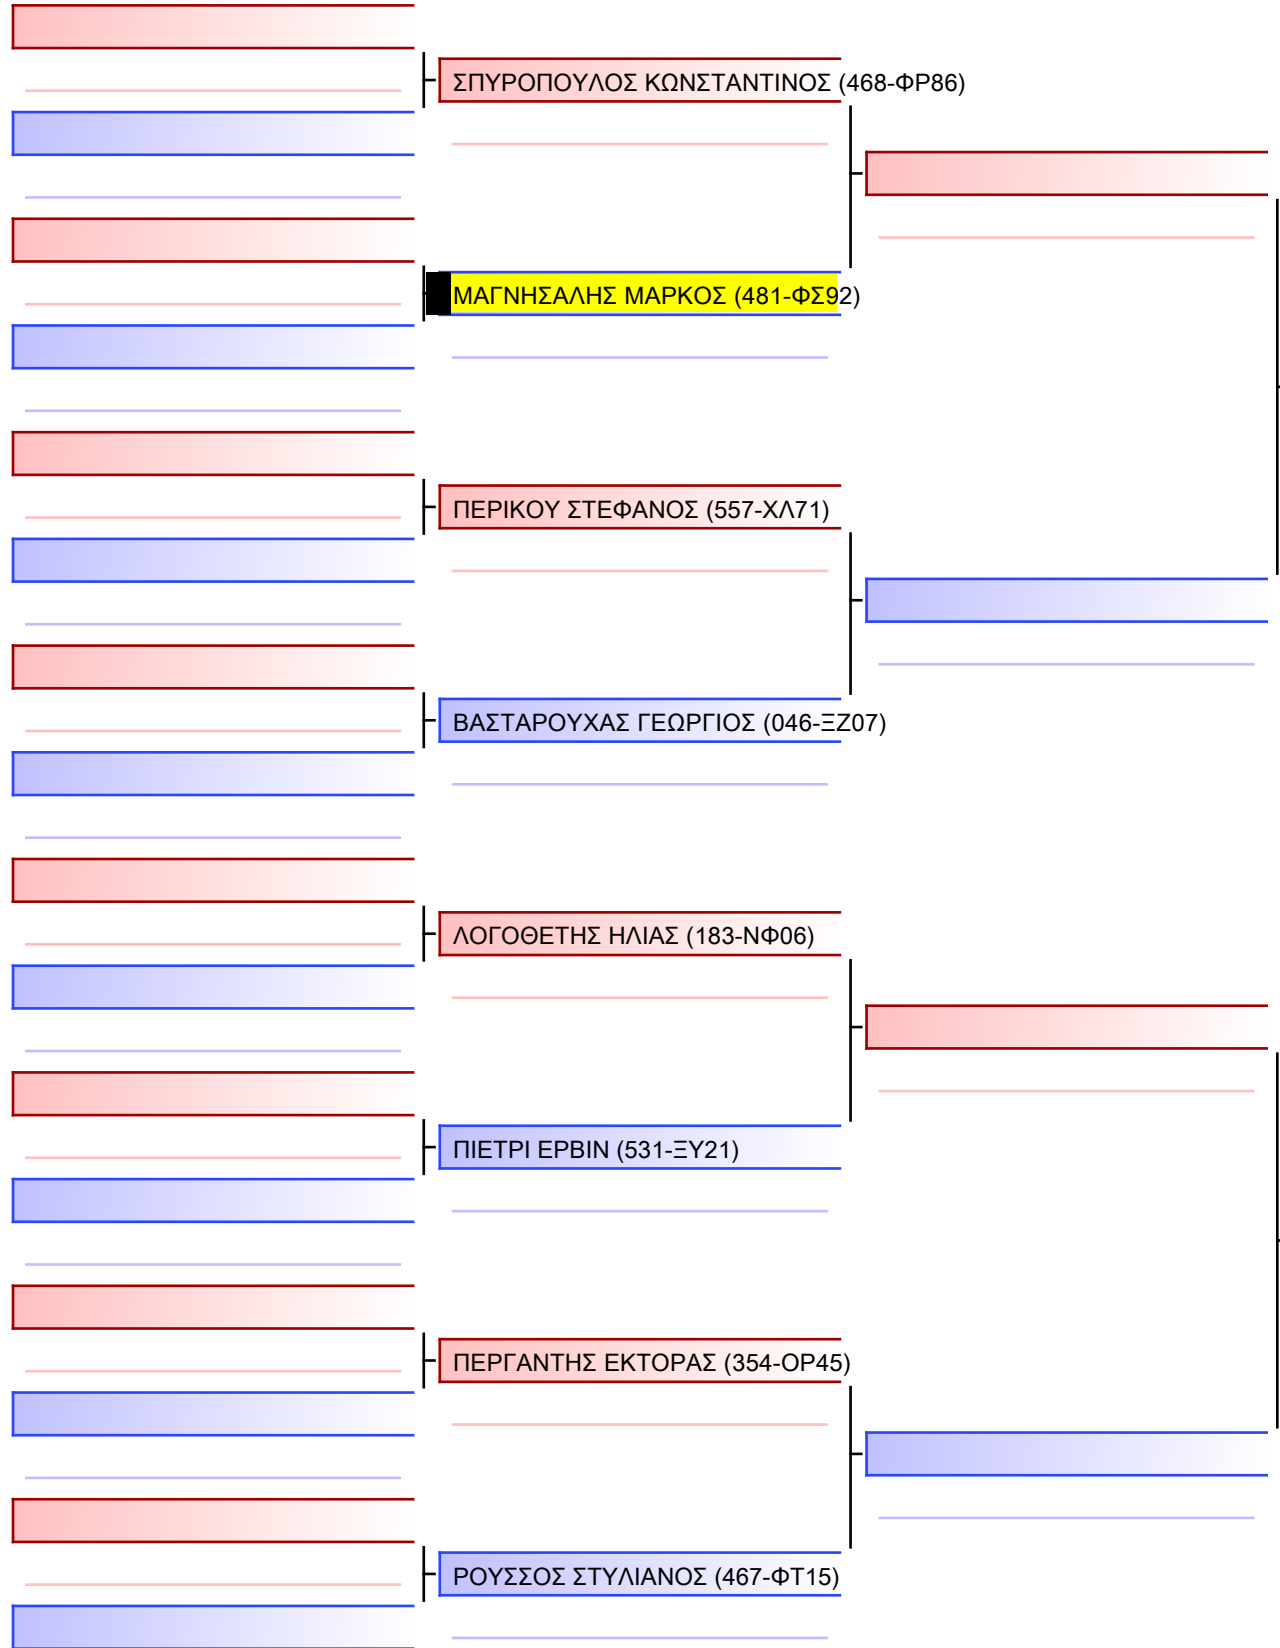 ΣΠΥΡΟΠΟΥΛΟΣ ΚΩΝΣΤΑΝΤΙΝΟΣ (468-ΦΡ86)
ΜΑΓΝΗΣΑΛΗΣ ΜΑΡΚΟΣ (481-ΦΣ92)
ΠΕΡΙΚΟΥ ΣΤΕΦΑΝΟΣ (557-ΧΛ71)
ΒΑΣΤΑΡΟΥΧΑΣ ΓΕΩΡΓΙΟΣ (046-ΞΖ07)
ΛΟΓΟΘΕΤΗΣ ΗΛΙΑΣ (183-ΝΦ06)
ΠΙΕΤΡΙ ΕΡΒΙΝ (531-ΞΥ21)
ΠΕΡΓΑΝΤΗΣ ΕΚΤΟΡΑΣ (354-ΟΡ45)
ΡΟΥΣΣΟΣ ΣΤΥΛΙΑΝΟΣ (467-ΦΤ15)